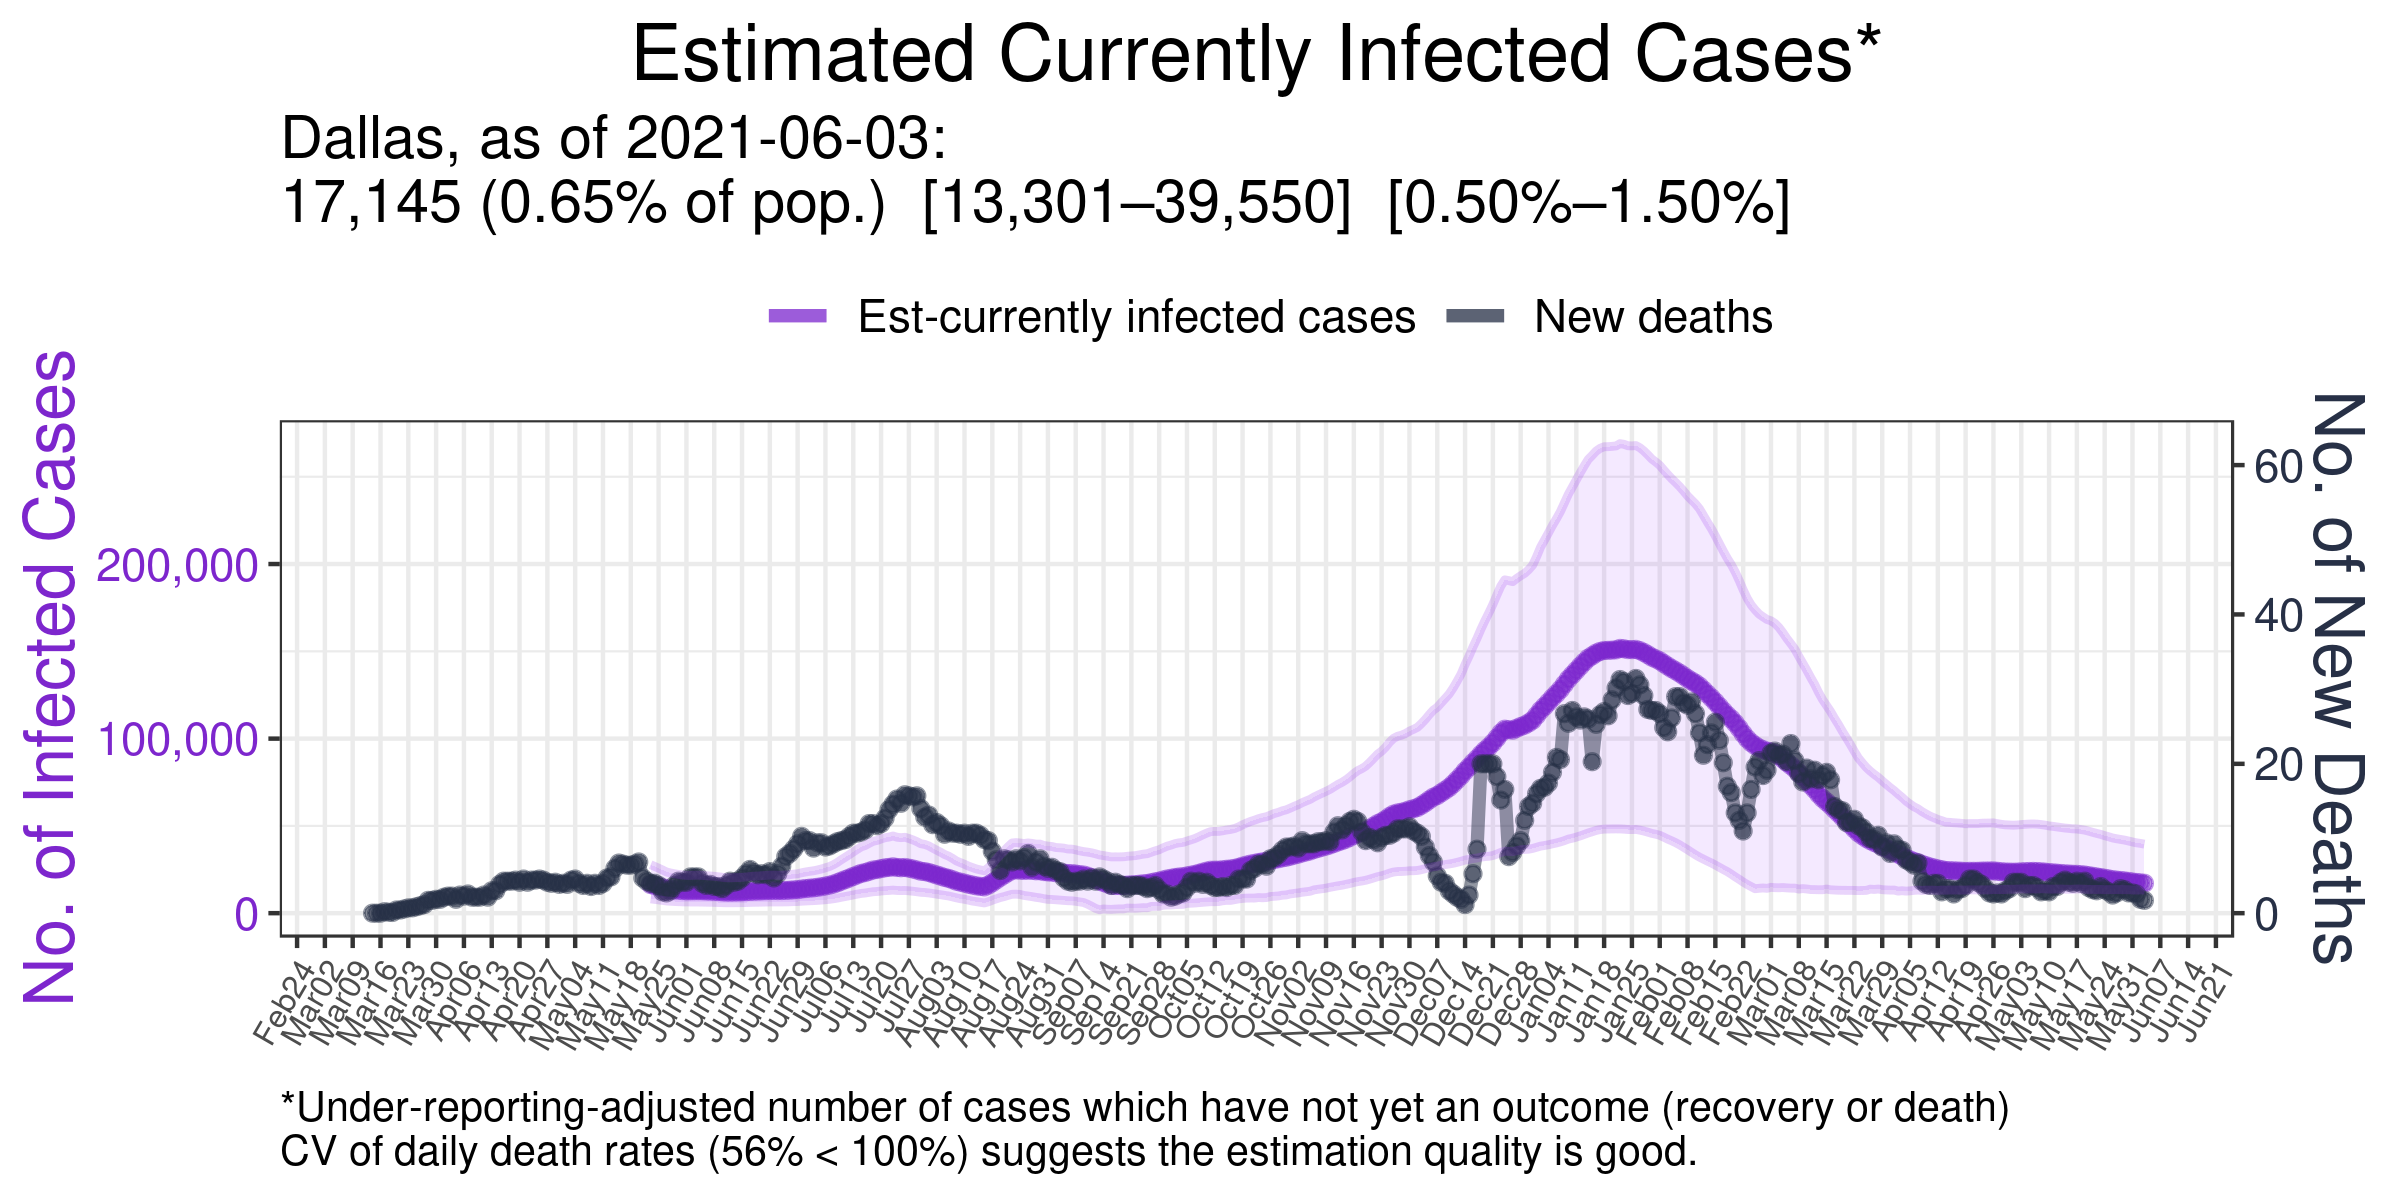 Estimated Currently Infected Cases*
Dallas, as of 2021-06-03:
17,145 (0.65% of pop.)  [13,301–39,550]  [0.50%–1.50%]
Est-currently infected cases
New deaths
No. of Infected Cases
200,000
100,000
0
60
40
20
0
No. of New Deaths
Feb24
Mar02
Mar09
Mar16
Mar23
Mar30
Apr06
Apr13
Apr20
Apr27
May04
May11
May18
May25
Jun01
Jun08
Jun15
Jun22
Jun29
Jul06
Jul13
Jul20
Jul27
Aug03
Aug10
Aug17
Aug24
Aug31
Sep07
Sep14
Sep21
Sep28
Oct05
Oct12
Oct19
Oct26
Nov02
Nov09
Nov16
Nov23
Nov30
Dec07
Dec14
Dec21
Dec28
Jan04
Jan11
Jan18
Jan25
Feb01
Feb08
Feb15
Feb22
Mar01
Mar08
Mar15
Mar22
Mar29
Apr05
Apr12
Apr19
Apr26
May03
May10
May17
May24
May31
Jun07
Jun14
Jun21
*Under-reporting-adjusted number of cases which have not yet an outcome (recovery or death)
CV of daily death rates (56% < 100%) suggests the estimation quality is good.